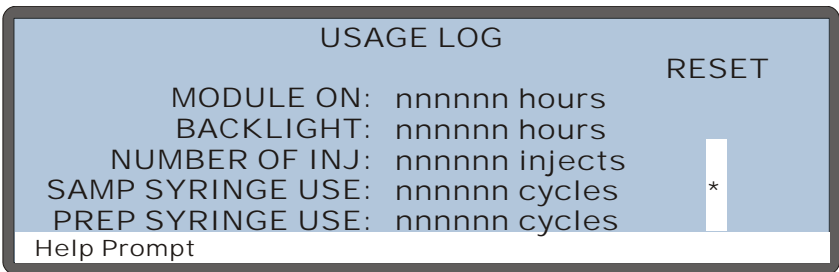 USAGE LOG
RESET
MODULE ON: nnnnnn hours
BACKLIGHT: nnnnnn hours
NUMBER OF INJ: nnnnnn injects
SAMP SYRINGE USE: nnnnnn cycles *
PREP SYRINGE USE: nnnnnn cycles
Help Prompt